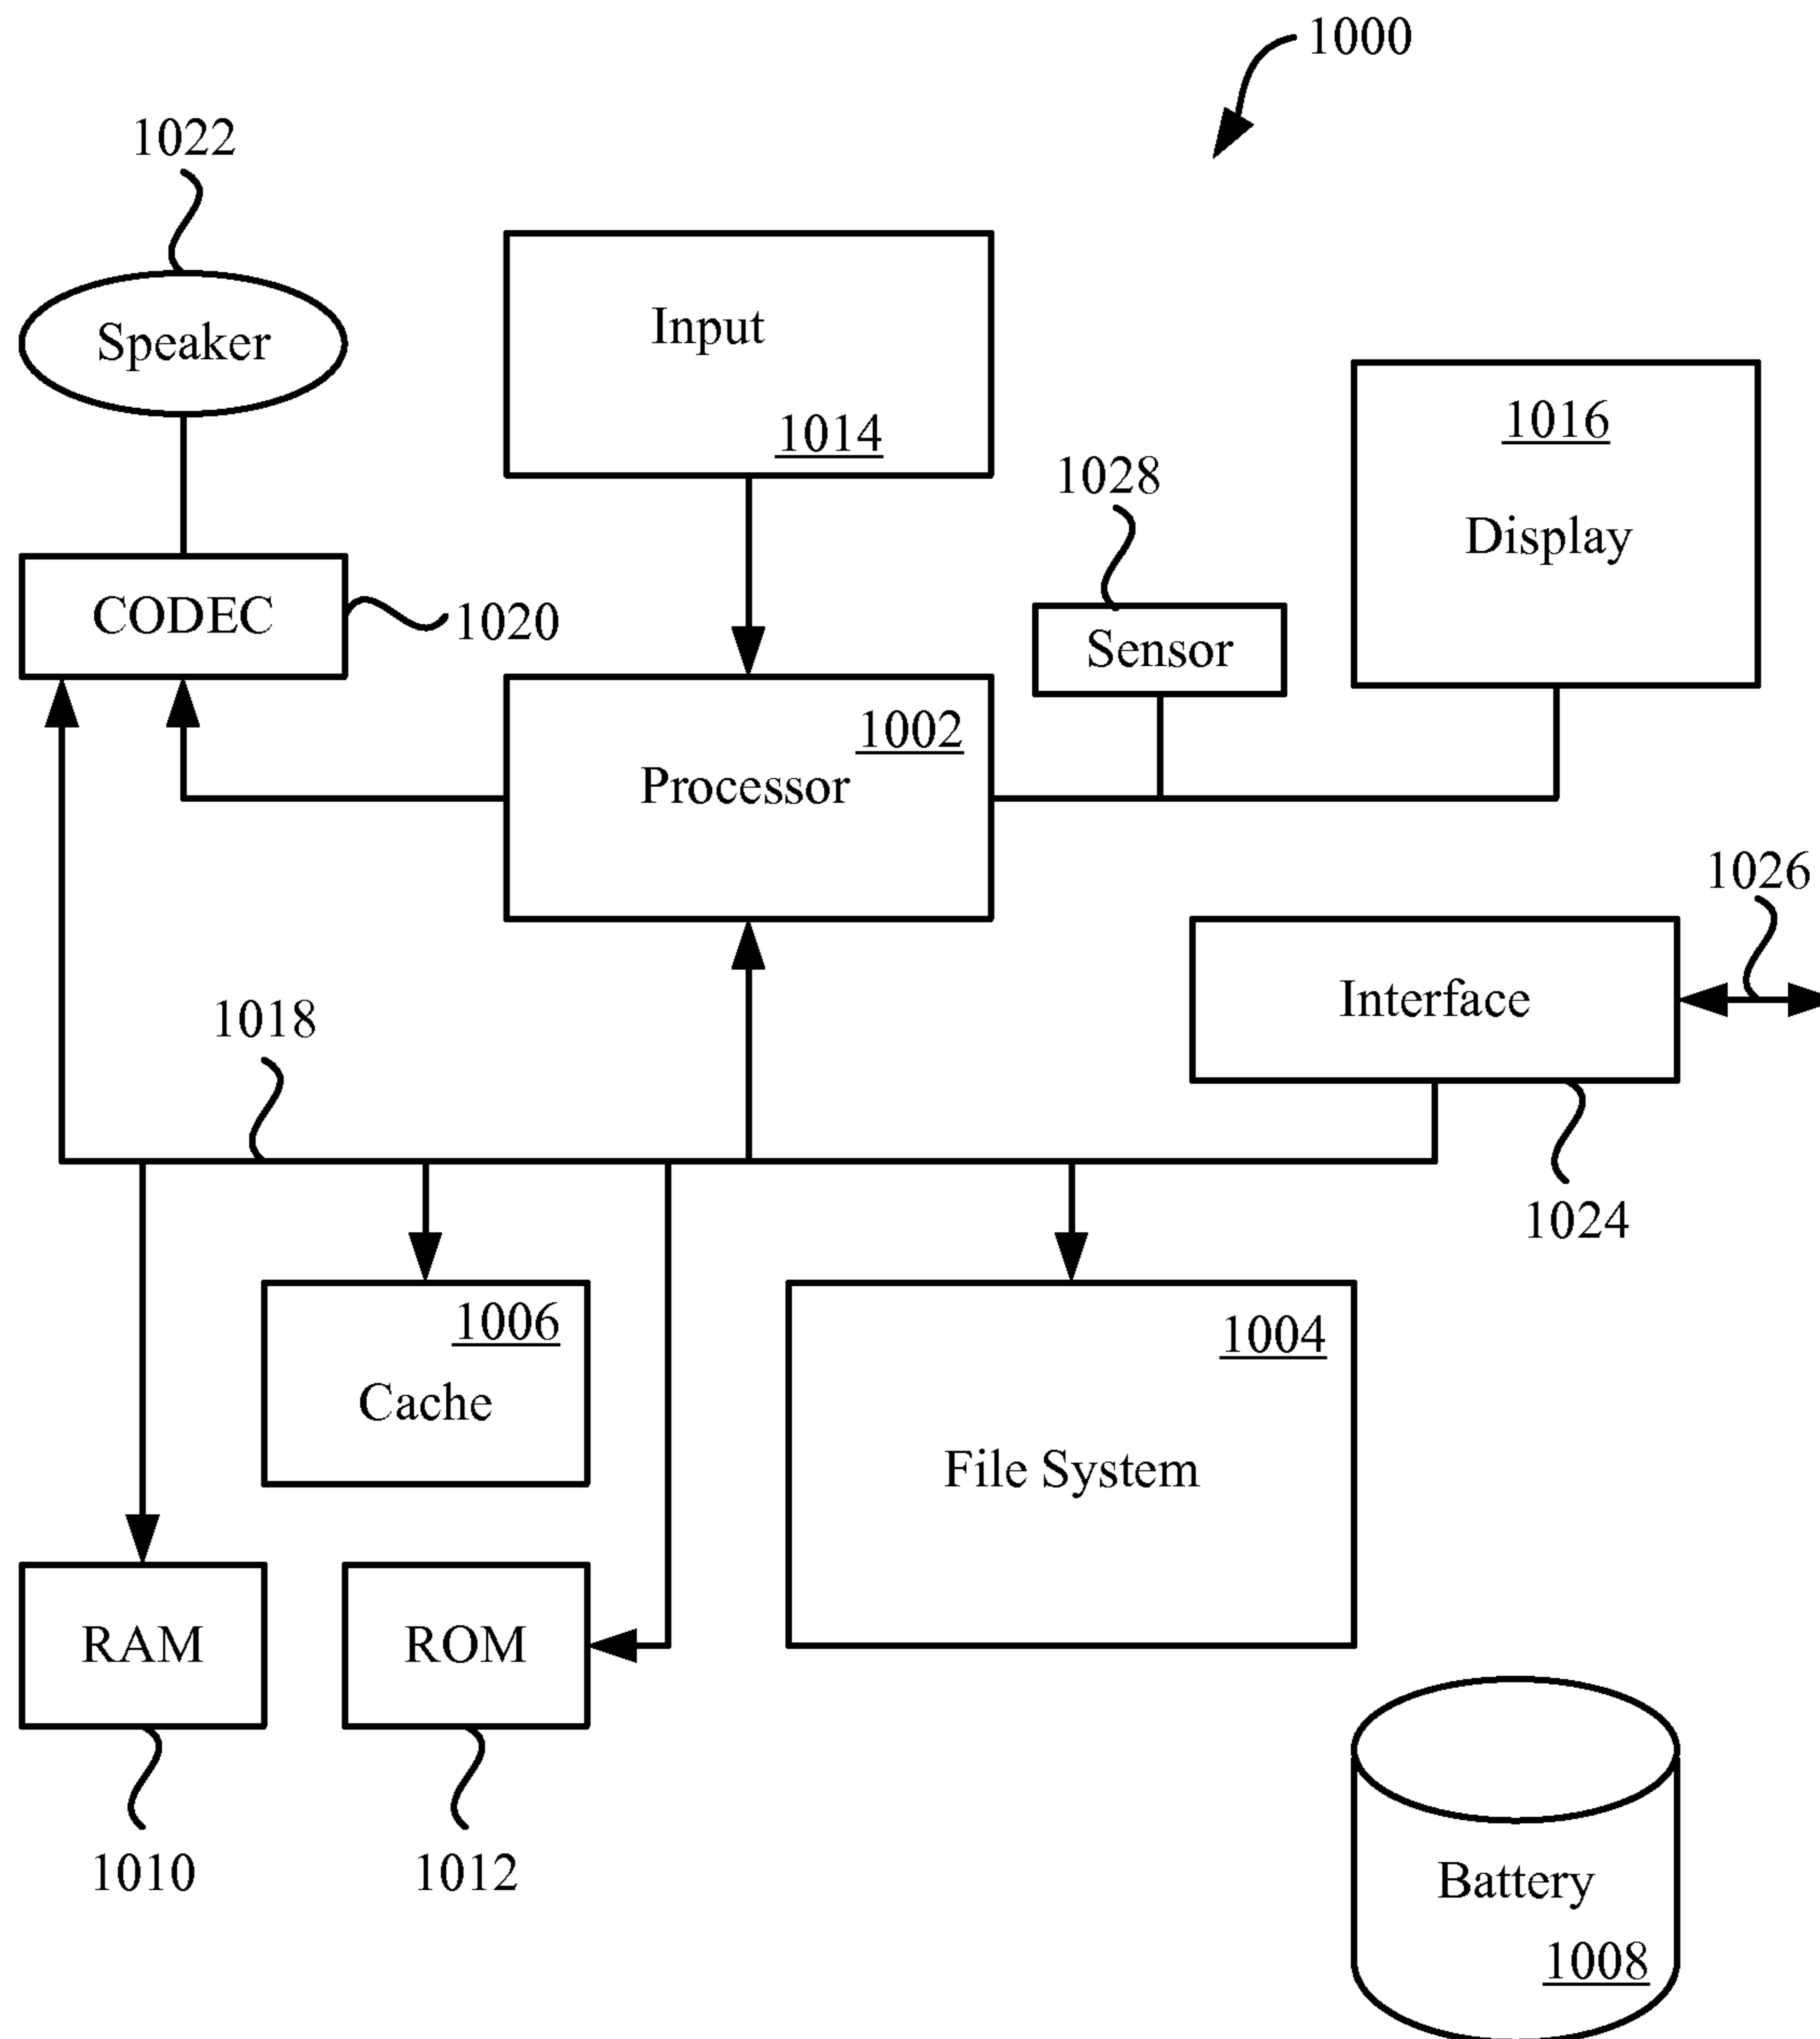 1000
1022
Speaker
Input
1014
1016
Display
1028
Sensor
CODEC
1020
1002
Processor
1026
Interface
1018
1024
1006
Cache
1004
File System
RAM
ROM
1010
1012
Battery
1008